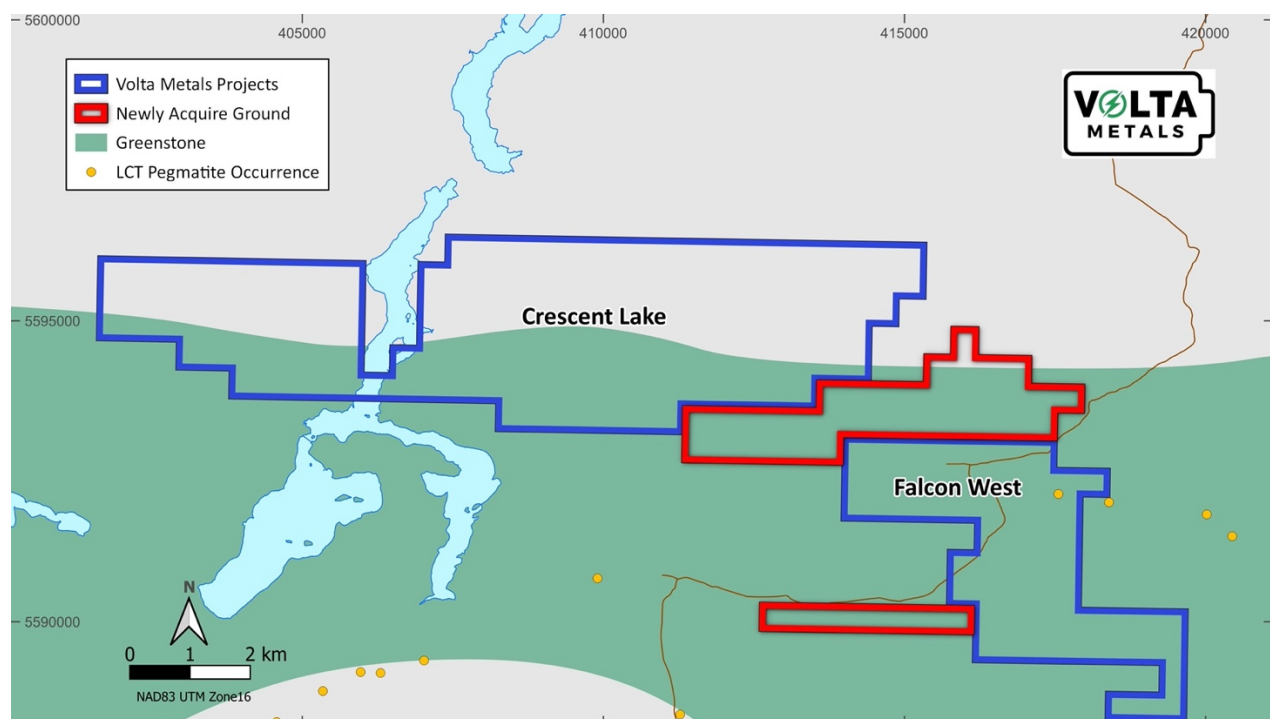 5600000
405000
410000
415000
420000
Volta Metals Projects
Newly Acquire Ground
Greenstone
LCT Pegmatite Occurrence
VOLTA
METALS
5595000
Crescent Lake
Falcon West
5590000
N
0 1 2 km
NAD83 UTM Zone16